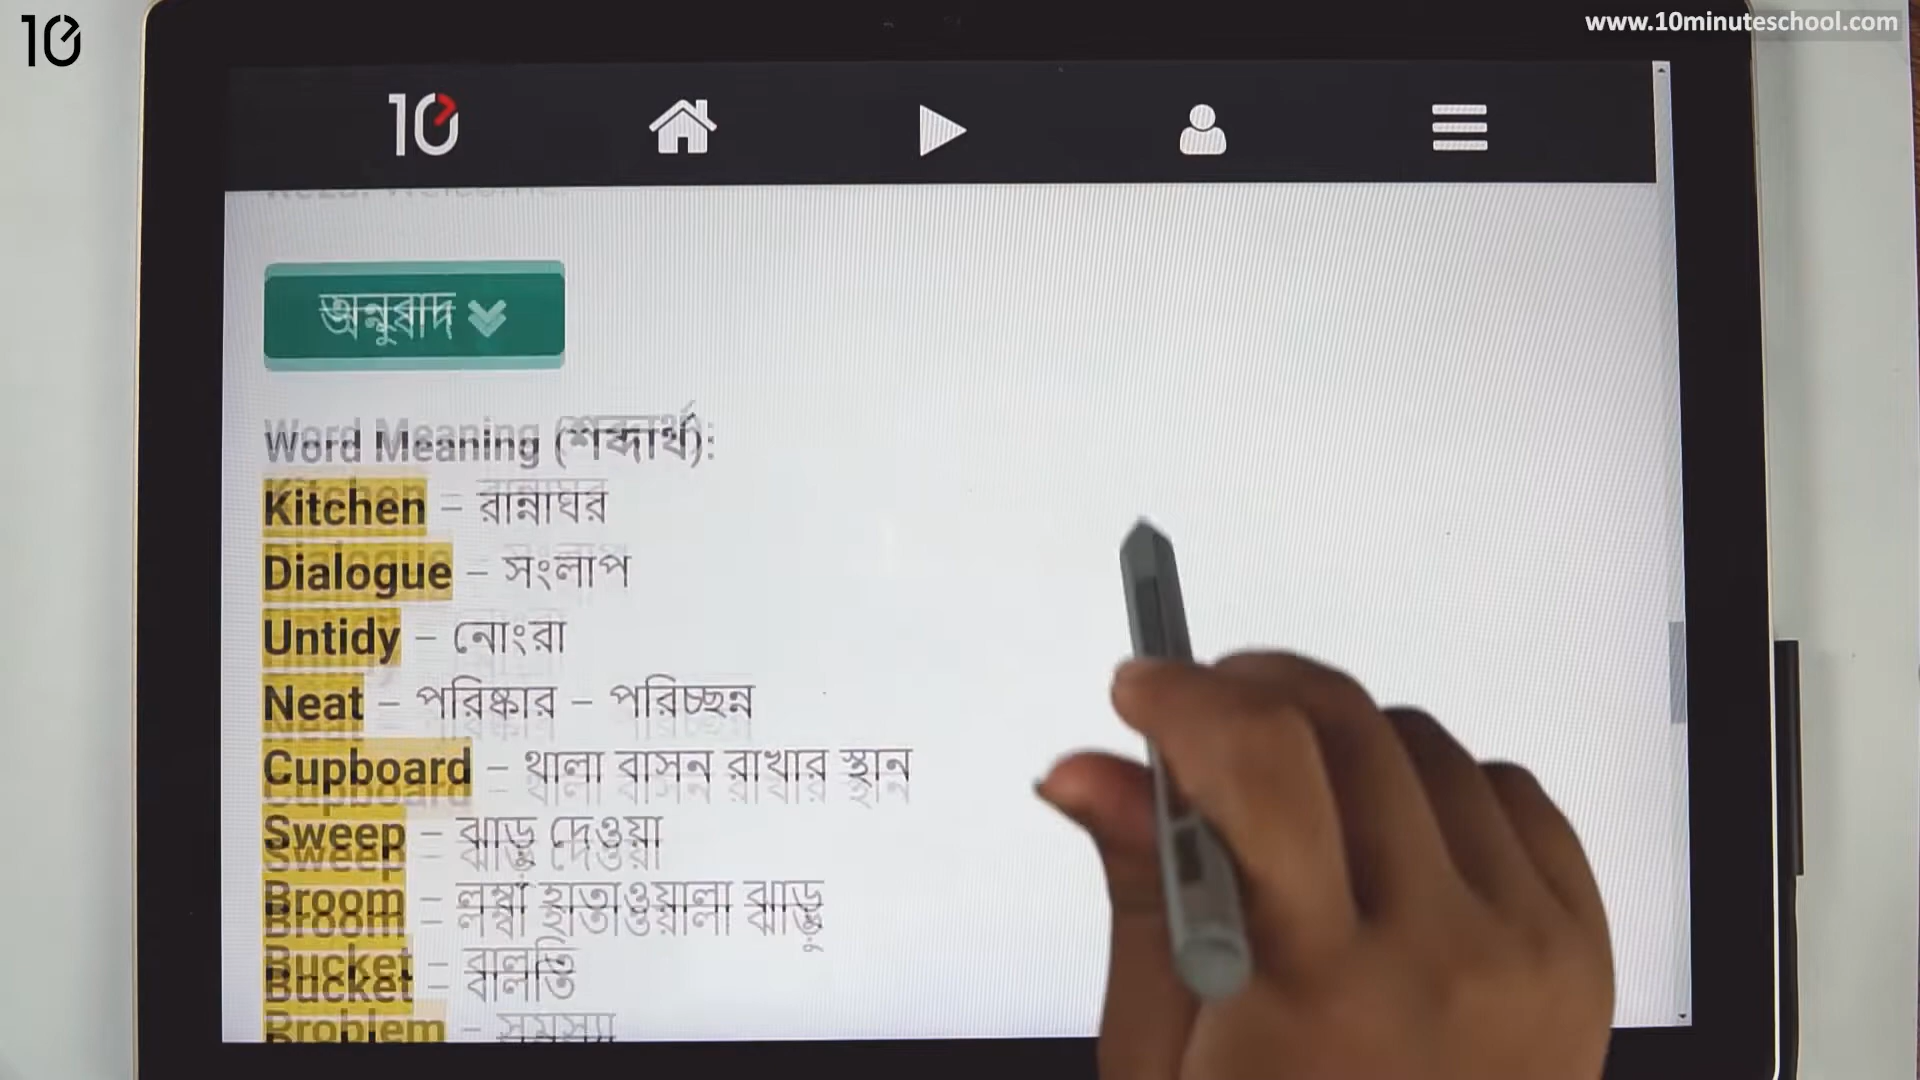 10
www.10minuteschool.com
10
অনুবাদ
Word Meaning (শব্দার্থ):
Kitchen – রান্নাঘর
Dialogue – সংলাপ
Untidy – নোংরা
Neat – পরিষ্কার – পরিচ্ছন্ন
Cupboard – থালা বাসন রাখার স্থান
Sweep – ঝাড়ু দেওয়া
Broom – লম্বা হাতাওয়ালা ঝাড়ু
Bucket – বালতি
Problem – সমস্যা